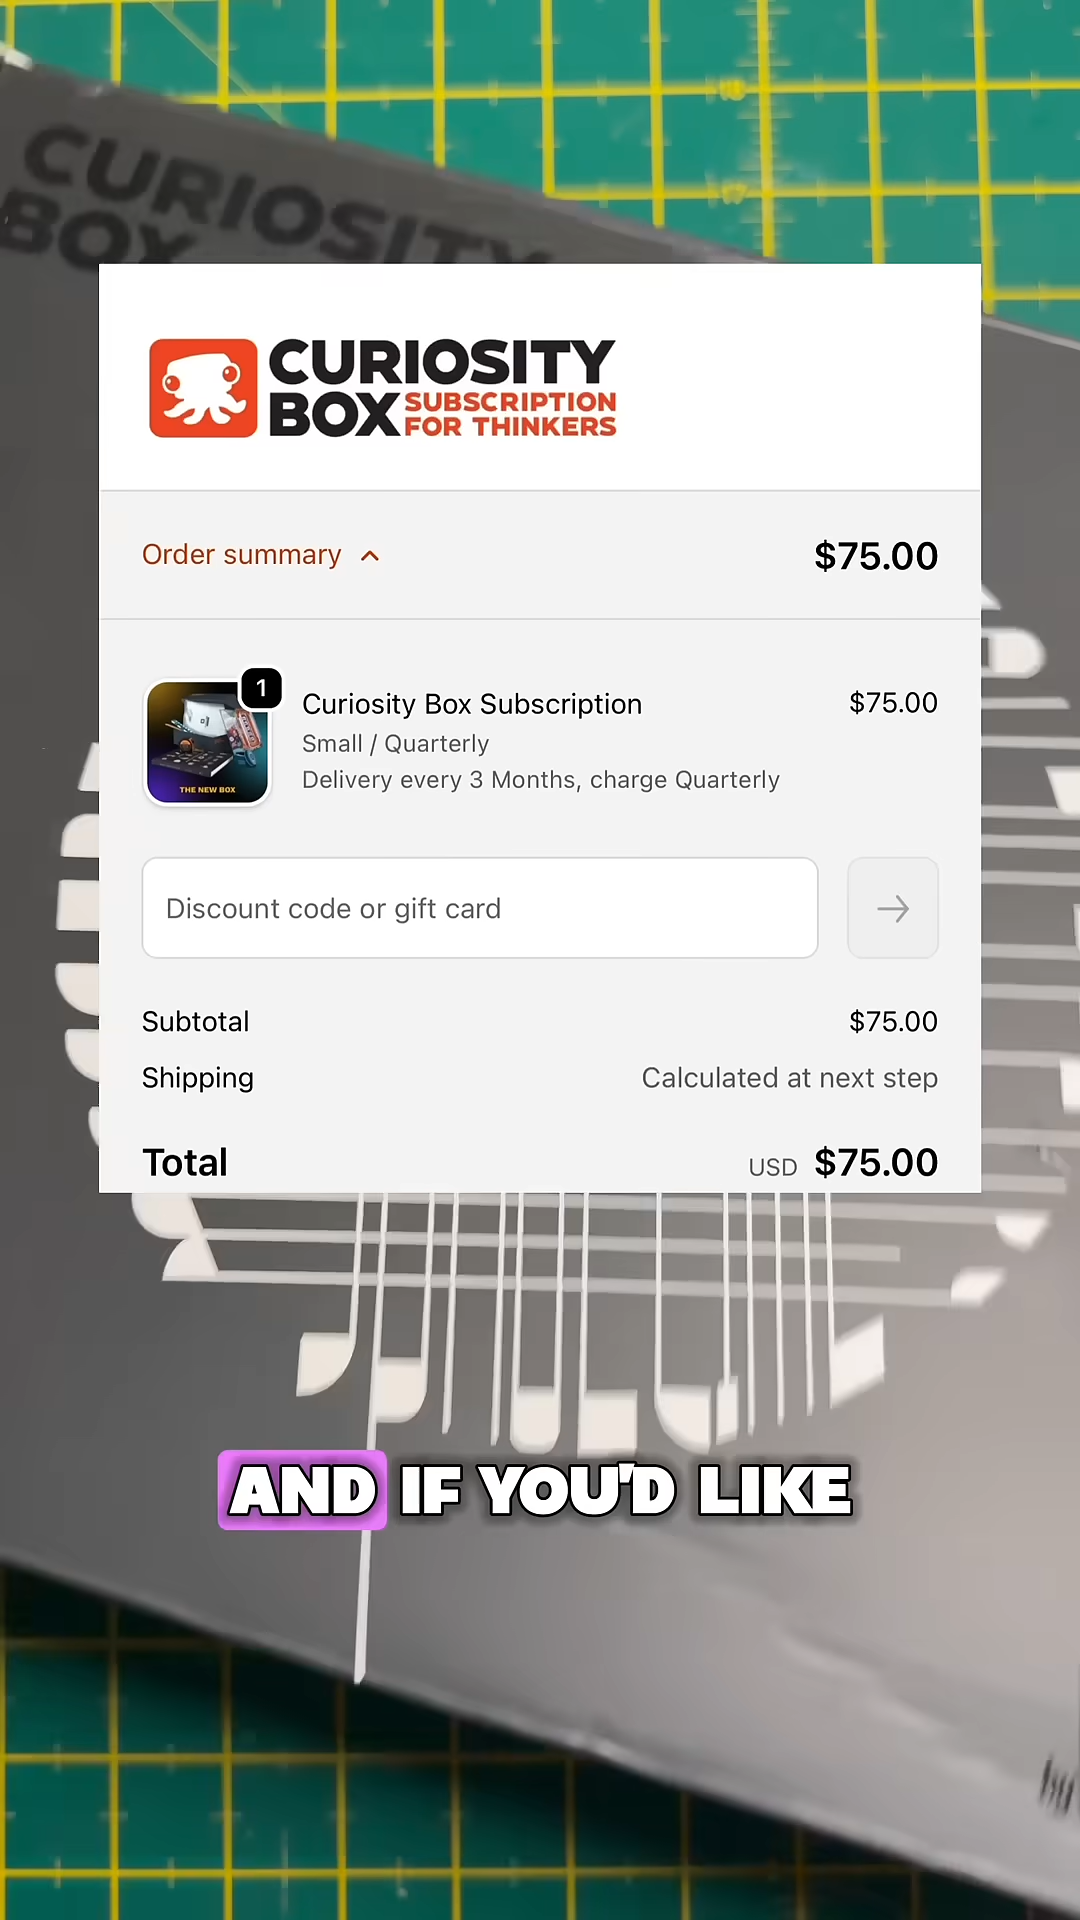 CURIOSITY
BOX
CURIOSITY
BOX SUBSCRIPTION
FOR THINKERS
Order summary
$75.00
1
THE NEW BOX
Curiosity Box Subscription
$75.00
Small / Quarterly
Delivery every 3 Months, charge Quarterly
Discount code or gift card
Subtotal
$75.00
Shipping
Calculated at next step
Total
USD $75.00
AND IF YOU'D LIKE